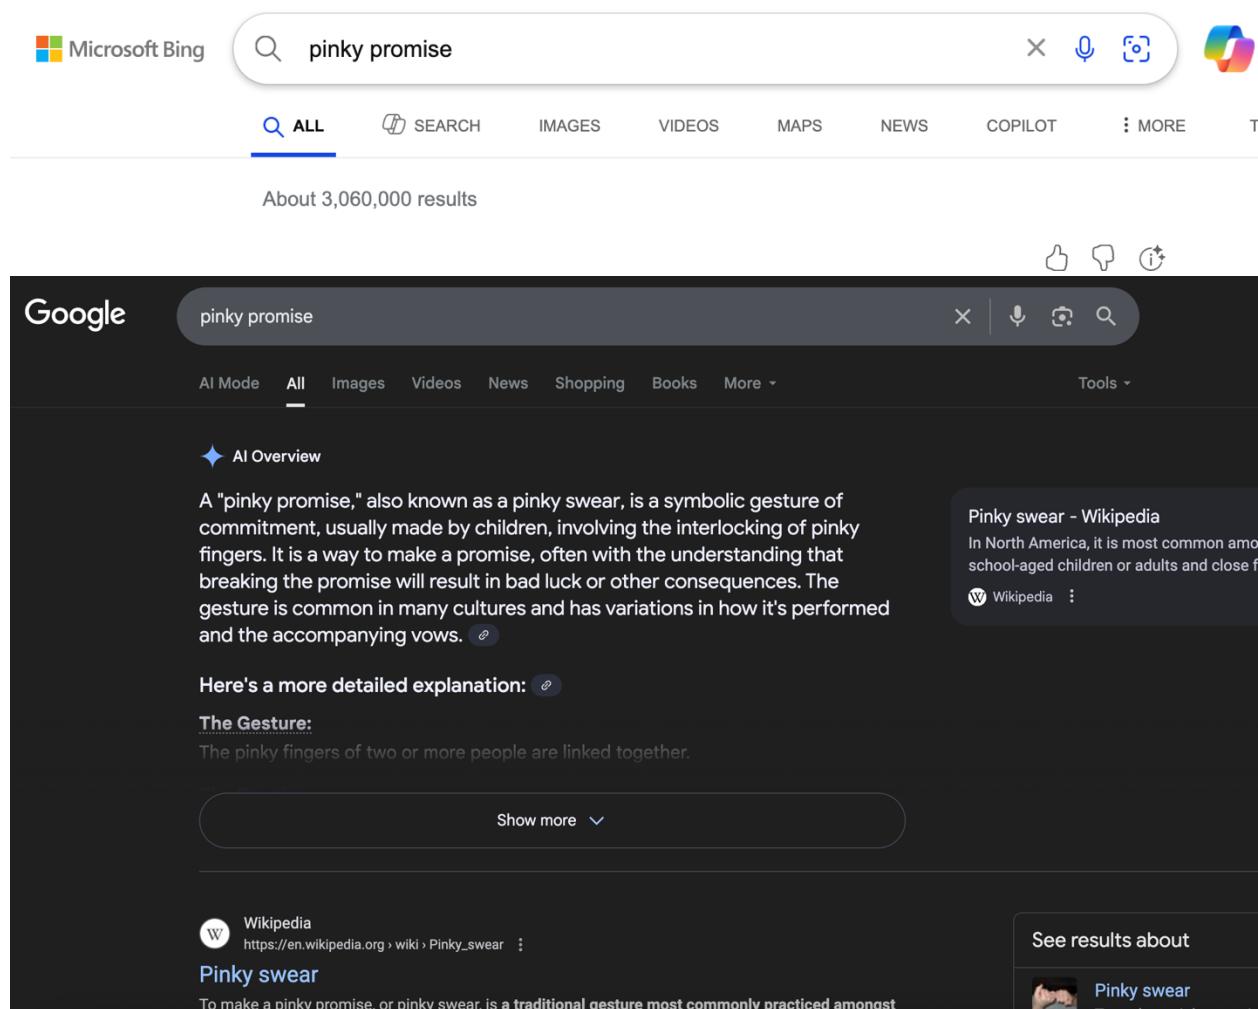 Microsoft Bing
pinky promise
ALL SEARCH IMAGES VIDEOS MAPS NEWS COPILOT MORE T
About 3,060,000 results
Google
pinky promise
AI Mode All Images Videos News Shopping Books More Tools
AI Overview
A "pinky promise," also known as a pinky swear, is a symbolic gesture of
commitment, usually made by children, involving the interlocking of pinky
fingers. It is a way to make a promise, often with the understanding that
breaking the promise will result in bad luck or other consequences. The
gesture is common in many cultures and has variations in how it's performed
and the accompanying vows.
Pinky swear - Wikipedia
In North America, it is most common amo
school-aged children or adults and close f
Wikipedia
Here's a more detailed explanation:
The Gesture:
The pinky fingers of two or more people are linked together.
Show more
Wikipedia
https://en.wikipedia.org › wiki › Pinky_swear
Pinky swear
To make a pinky promise, or pinky swear, is a traditional gesture most commonly practiced amongst
See results about
Pinky swear